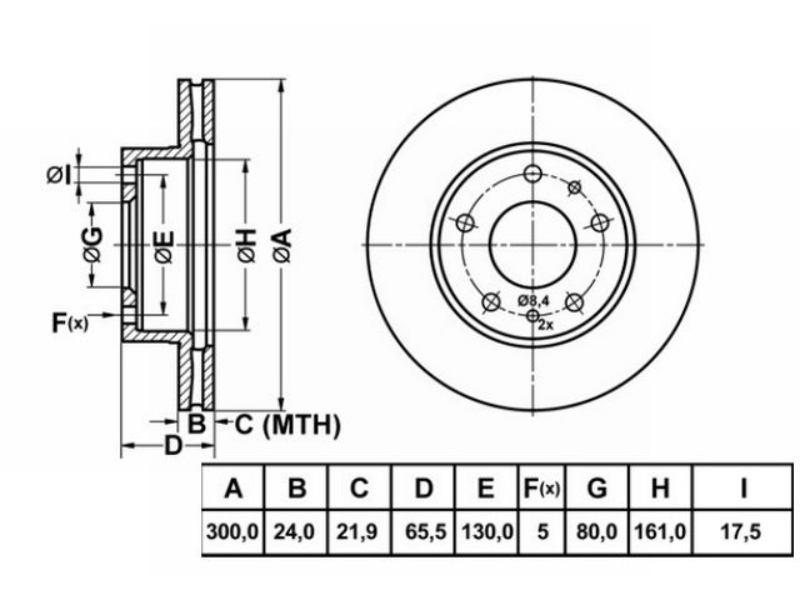 ØI
ØG
ØE
ØH
ØA
F(x)
B
C (MTH)
D
Ø8,4
2x
A B C D E F(x) G H I
300,0 24,0 21,9 65,5 130,0 5 80,0 161,0 17,5